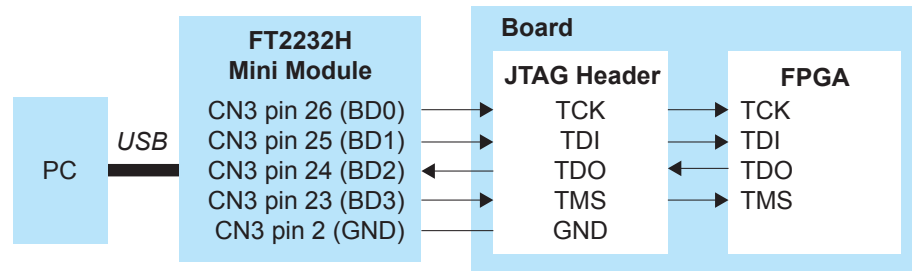 PC
USB
FT2232H
Mini Module
CN3 pin 26 (BD0)
CN3 pin 25 (BD1)
CN3 pin 24 (BD2)
CN3 pin 23 (BD3)
CN3 pin 2 (GND)
Board
JTAG Header
TCK
TDI
TDO
TMS
GND
FPGA
TCK
TDI
TDO
TMS